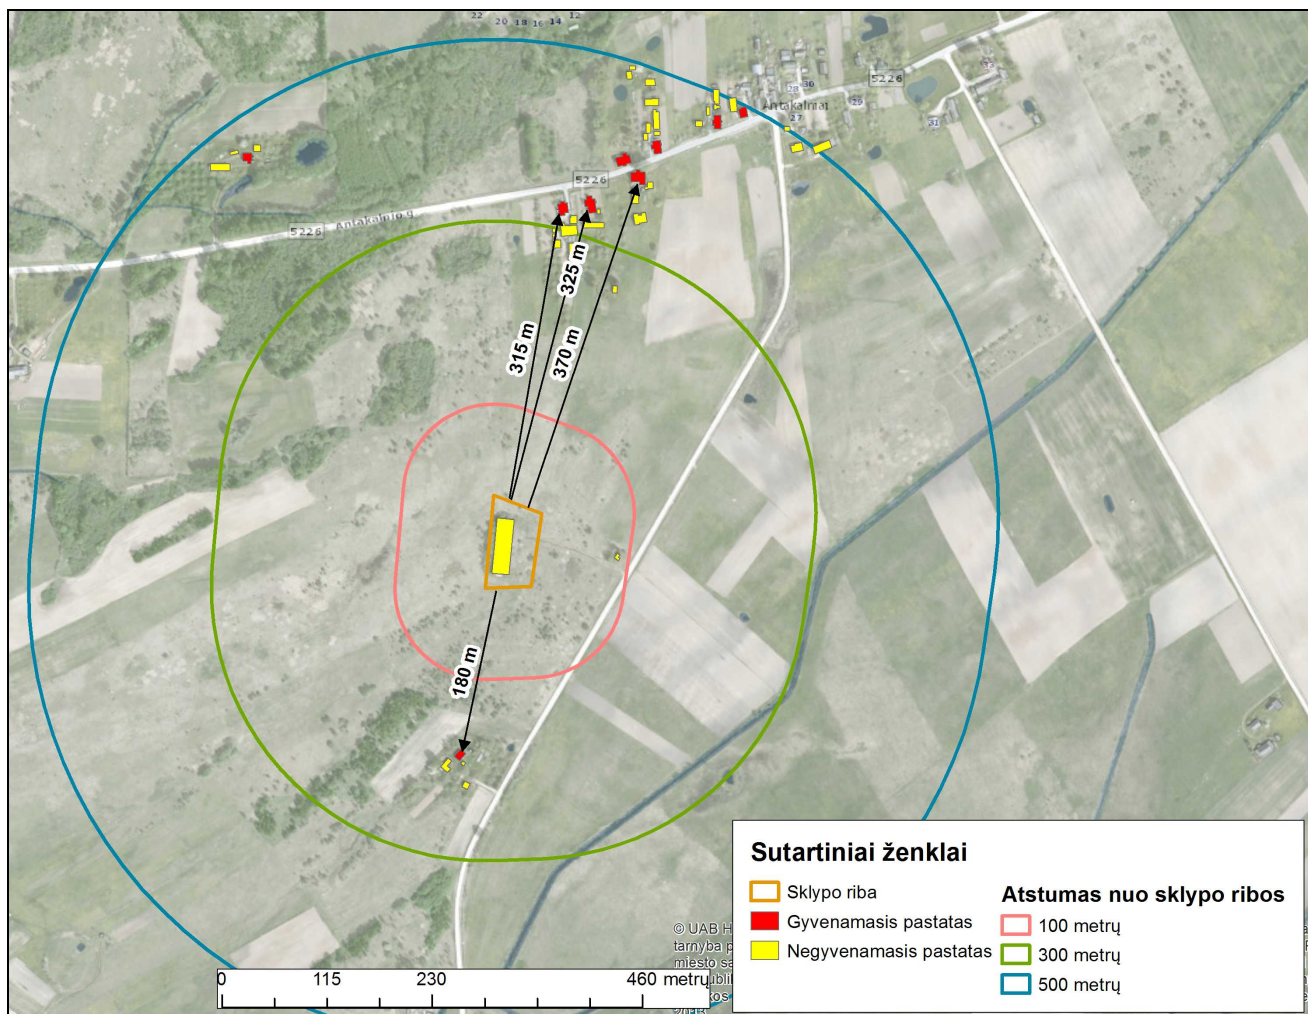 22 20 18 16 14 12
13
5226
30
28
29
Antakalniai
27
31
5226
Antakalnio g.
5226
325 m
315 m
370 m
180 m
Sutartiniai ženklai
Sklypo riba
Gyvenamasis pastatas
Negyvenamasis pastatas
Atstumas nuo sklypo ribos
100 metrų
300 metrų
500 metrų
© UAB H
tarnyba p
miesto sa
0 115 230 460 metrų